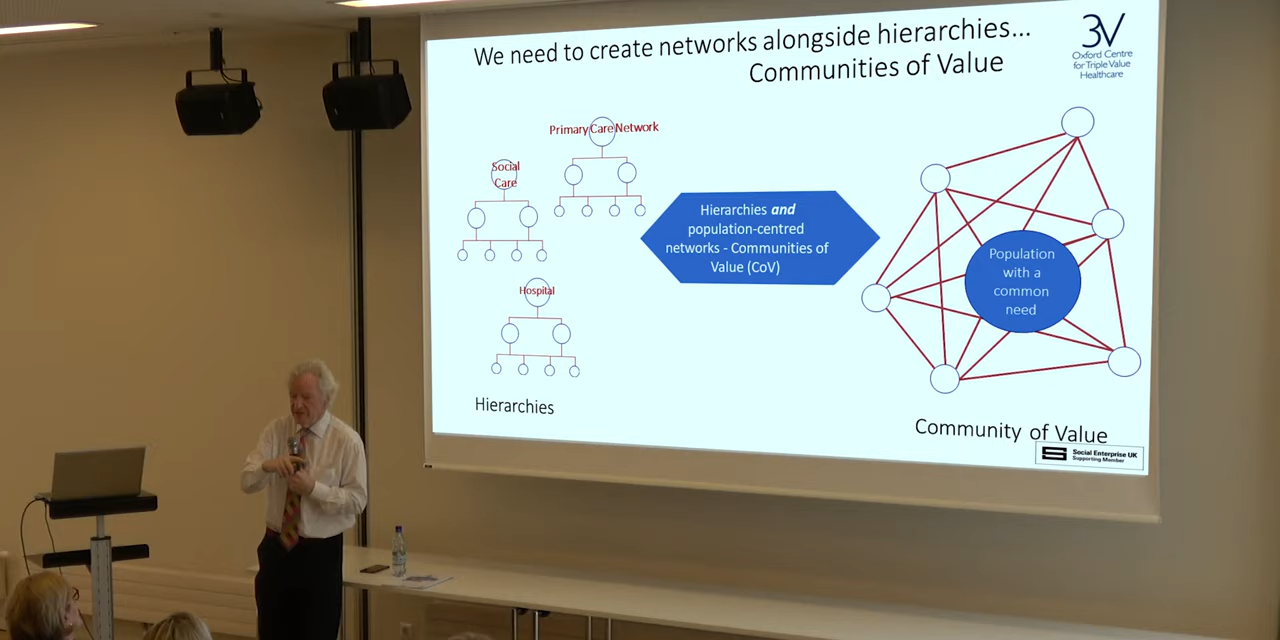 We need to create networks alongside hierarchies...
Communities of Value
3V
Oxford Centre
for Triple Value
Healthcare
Primary Care Network
Social
Care
Hospital
Hierarchies
Hierarchies and
population-centred
networks - Communities of
Value (CoV)
Population
with a
common
need
Community of Value
Social Enterprise UK
Supporting Member